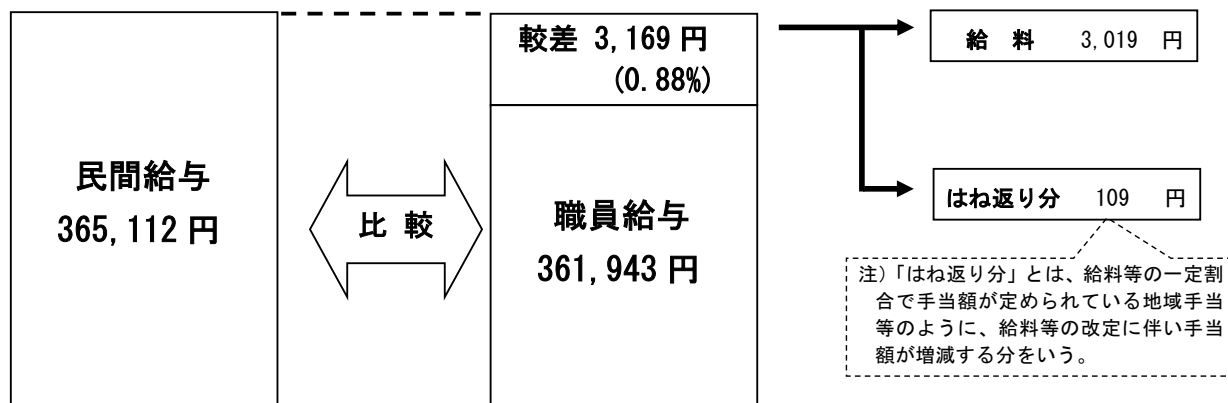 民間給与
365,112 円
比 較
較差 3,169 円
(0.88%)
職員給与
361,943 円
給 料 3,019 円
はね返り分 109 円
注)「はね返り分」とは、給料等の一定割
合で手当額が定められている地域手当
等のように、給料等の改定に伴い手当
額が増減する分をいう。